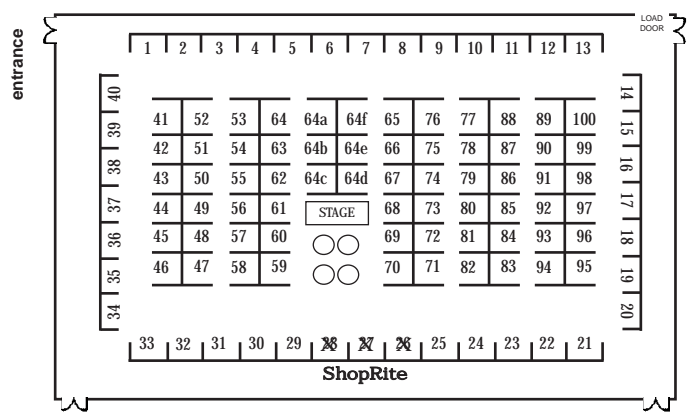 LOAD
DOOR
entrance
1 2 3 4 5 6 7 8 9 10 11 12 13
40 14
41 52 53 64 64a 64f 65 76 77 88 89 100
39 15
42 51 54 63 64b 64e 66 75 78 87 90 99
38 16
43 50 55 62 64c 64d 67 74 79 86 91 98
37 17
44 49 56 61 STAGE 68 73 80 85 92 97
36 18
45 48 57 60 69 72 81 84 93 96
35 19
46 47 58 59 70 71 82 83 94 95
34 20
33 32 31 30 29 28 27 26 25 24 23 22 21
ShopRite